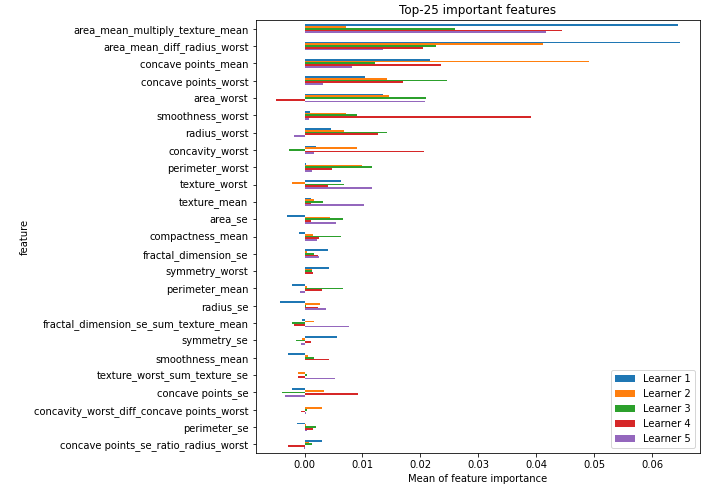 Top-25 important features
area_mean_multiply_texture_mean
area_mean_diff_radius_worst
concave points_mean
concave points_worst
area_worst
smoothness_worst
radius_worst
concavity_worst
perimeter_worst
texture_worst
texture_mean
area_se
compactness_mean
fractal_dimension_se
symmetry_worst
perimeter_mean
radius_se
fractal_dimension_se_sum_texture_mean
symmetry_se
smoothness_mean
texture_worst_sum_texture_se
concave points_se
concavity_worst_diff_concave points_worst
perimeter_se
concave points_se_ratio_radius_worst
feature
Learner 1
Learner 2
Learner 3
Learner 4
Learner 5
0.00 0.01 0.02 0.03 0.04 0.05 0.06
Mean of feature importance